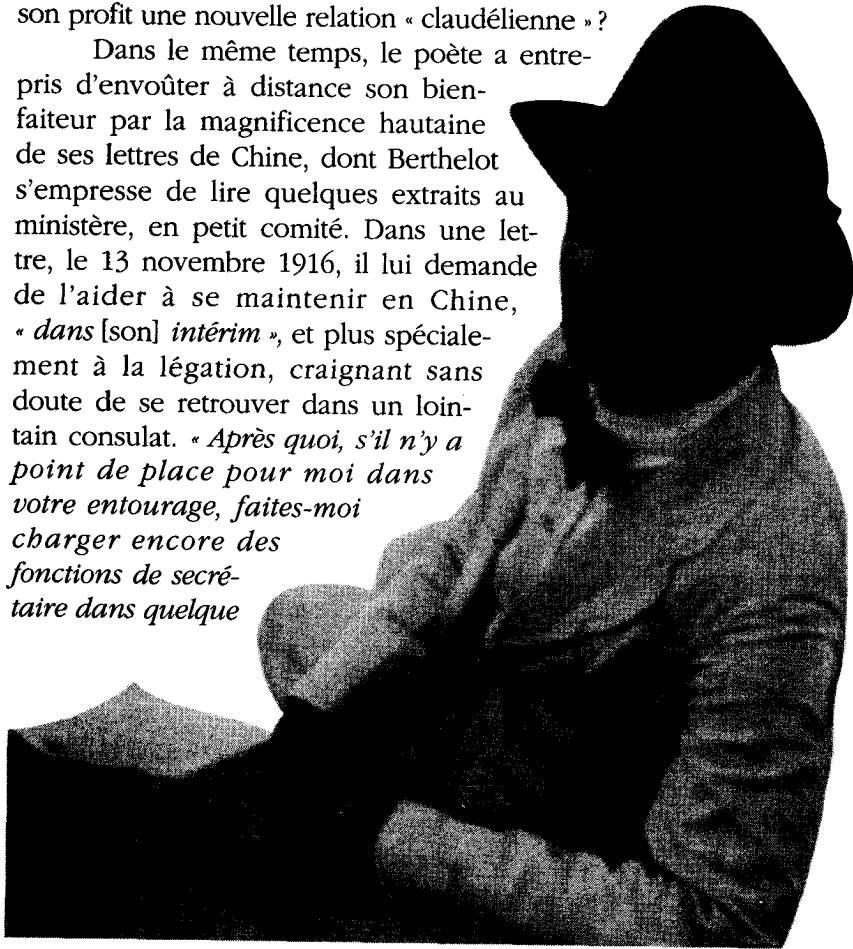 son profit une nouvelle relation « claudélienne » ?
Dans le même temps, le poète a entre-
pris d'envoûter à distance son bien-
faiteur par la magnificence hautaine
de ses lettres de Chine, dont Berthelot
s'empresse de lire quelques extraits au
ministère, en petit comité. Dans une let-
tre, le 13 novembre 1916, il lui demande
de l'aider à se maintenir en Chine,
« dans [son] intérim », et plus spéciale-
ment à la légation, craignant sans
doute de se retrouver dans un loin-
tain consulat. « Après quoi, s'il n'y a
point de place pour moi dans
votre entourage, faites-moi
charger encore des
fonctions de secré-
taire dans quelque